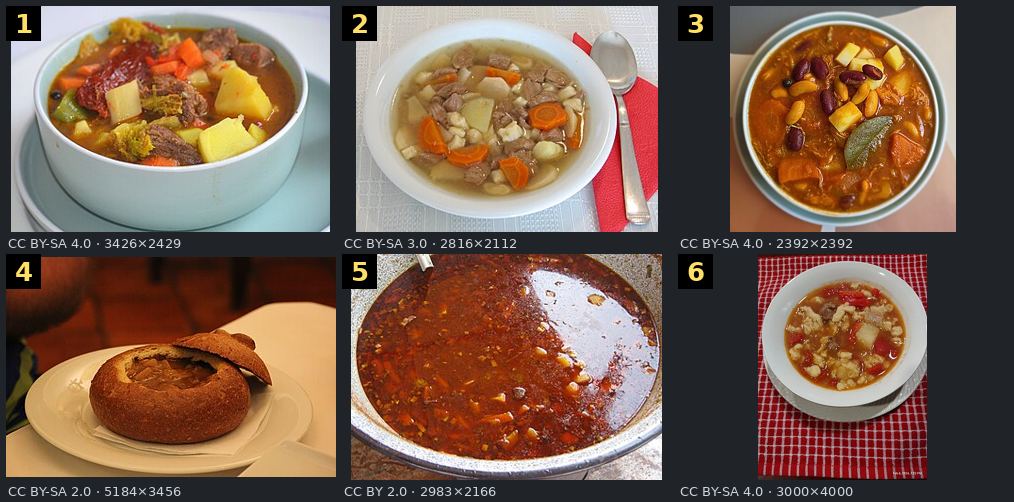 1
2
3
CC BY-SA 4.0 · 3426×2429
CC BY-SA 3.0 · 2816×2112
CC BY-SA 4.0 · 2392×2392
4
5
6
CC BY-SA 2.0 · 5184×3456
CC BY 2.0 · 2983×2166
CC BY-SA 4.0 · 3000×4000